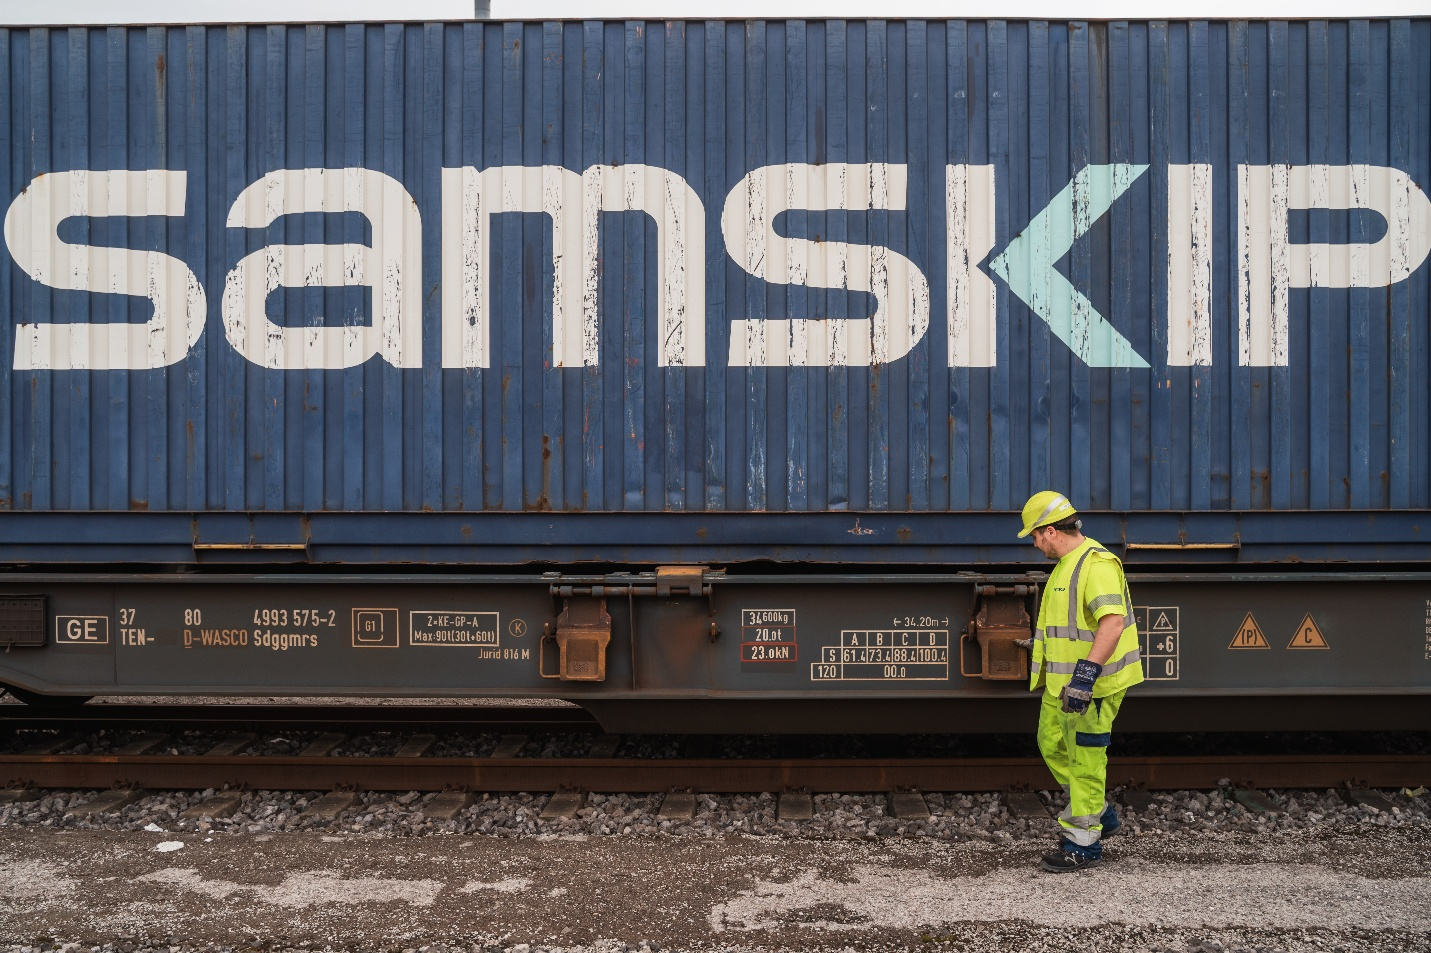 samskip
GE
37 80 4993 575-2
TEN- D-WASCO Sdggmrs
G1
2-KE-GP-A
Max:90t(30t+60t)
K
Jurid 816 M
34600kg
20.0t
23.0kN
34.20m
A B C D
S 61.4 73.4 88.4 100.4
120 00.0
P
+6
0
(P)
C